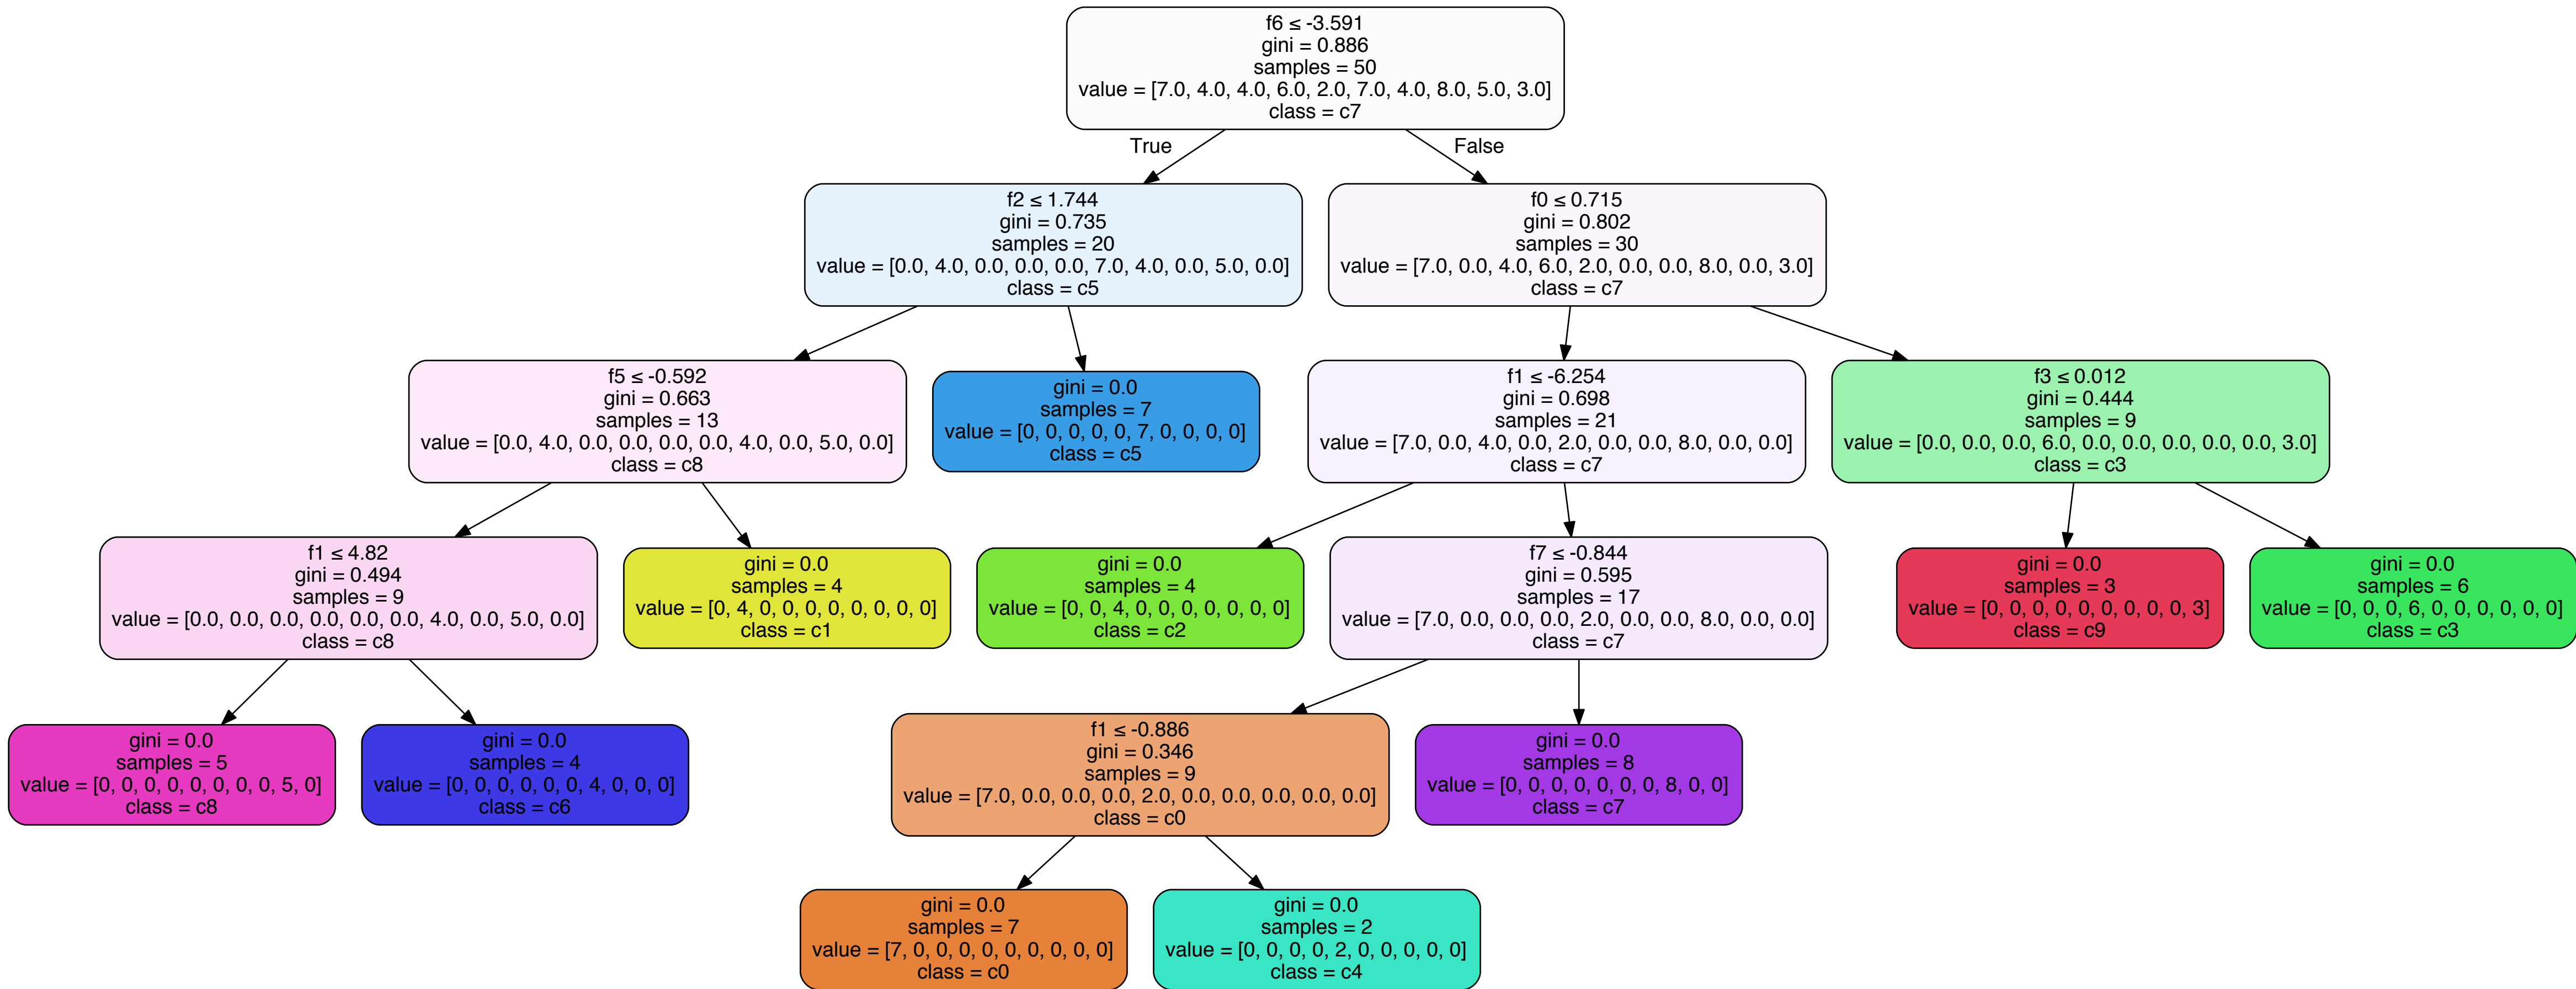 f6 ≤ -3.591
gini = 0.886
samples = 50
value = [7.0, 4.0, 4.0, 6.0, 2.0, 7.0, 4.0, 8.0, 5.0, 3.0]
class = c7
True
False
f2 ≤ 1.744
gini = 0.735
samples = 20
value = [0.0, 4.0, 0.0, 0.0, 0.0, 7.0, 4.0, 0.0, 5.0, 0.0]
class = c5
f0 ≤ 0.715
gini = 0.802
samples = 30
value = [7.0, 0.0, 4.0, 6.0, 2.0, 0.0, 0.0, 8.0, 0.0, 3.0]
class = c7
f5 ≤ -0.592
gini = 0.663
samples = 13
value = [0.0, 4.0, 0.0, 0.0, 0.0, 0.0, 4.0, 0.0, 5.0, 0.0]
class = c8
gini = 0.0
samples = 7
value = [0, 0, 0, 0, 0, 7, 0, 0, 0, 0]
class = c5
f1 ≤ -6.254
gini = 0.698
samples = 21
value = [7.0, 0.0, 4.0, 0.0, 2.0, 0.0, 0.0, 8.0, 0.0, 0.0]
class = c7
f3 ≤ 0.012
gini = 0.444
samples = 9
value = [0.0, 0.0, 0.0, 6.0, 0.0, 0.0, 0.0, 0.0, 0.0, 3.0]
class = c3
f1 ≤ 4.82
gini = 0.494
samples = 9
value = [0.0, 0.0, 0.0, 0.0, 0.0, 0.0, 4.0, 0.0, 5.0, 0.0]
class = c8
gini = 0.0
samples = 4
value = [0, 4, 0, 0, 0, 0, 0, 0, 0, 0]
class = c1
gini = 0.0
samples = 4
value = [0, 0, 4, 0, 0, 0, 0, 0, 0, 0]
class = c2
f7 ≤ -0.844
gini = 0.595
samples = 17
value = [7.0, 0.0, 0.0, 0.0, 2.0, 0.0, 0.0, 8.0, 0.0, 0.0]
class = c7
gini = 0.0
samples = 3
value = [0, 0, 0, 0, 0, 0, 0, 0, 0, 3]
class = c9
gini = 0.0
samples = 6
value = [0, 0, 0, 6, 0, 0, 0, 0, 0, 0]
class = c3
gini = 0.0
samples = 5
value = [0, 0, 0, 0, 0, 0, 0, 0, 5, 0]
class = c8
gini = 0.0
samples = 4
value = [0, 0, 0, 0, 0, 0, 4, 0, 0, 0]
class = c6
f1 ≤ -0.886
gini = 0.346
samples = 9
value = [7.0, 0.0, 0.0, 0.0, 2.0, 0.0, 0.0, 0.0, 0.0, 0.0]
class = c0
gini = 0.0
samples = 8
value = [0, 0, 0, 0, 0, 0, 0, 8, 0, 0]
class = c7
gini = 0.0
samples = 7
value = [7, 0, 0, 0, 0, 0, 0, 0, 0, 0]
class = c0
gini = 0.0
samples = 2
value = [0, 0, 0, 0, 2, 0, 0, 0, 0, 0]
class = c4